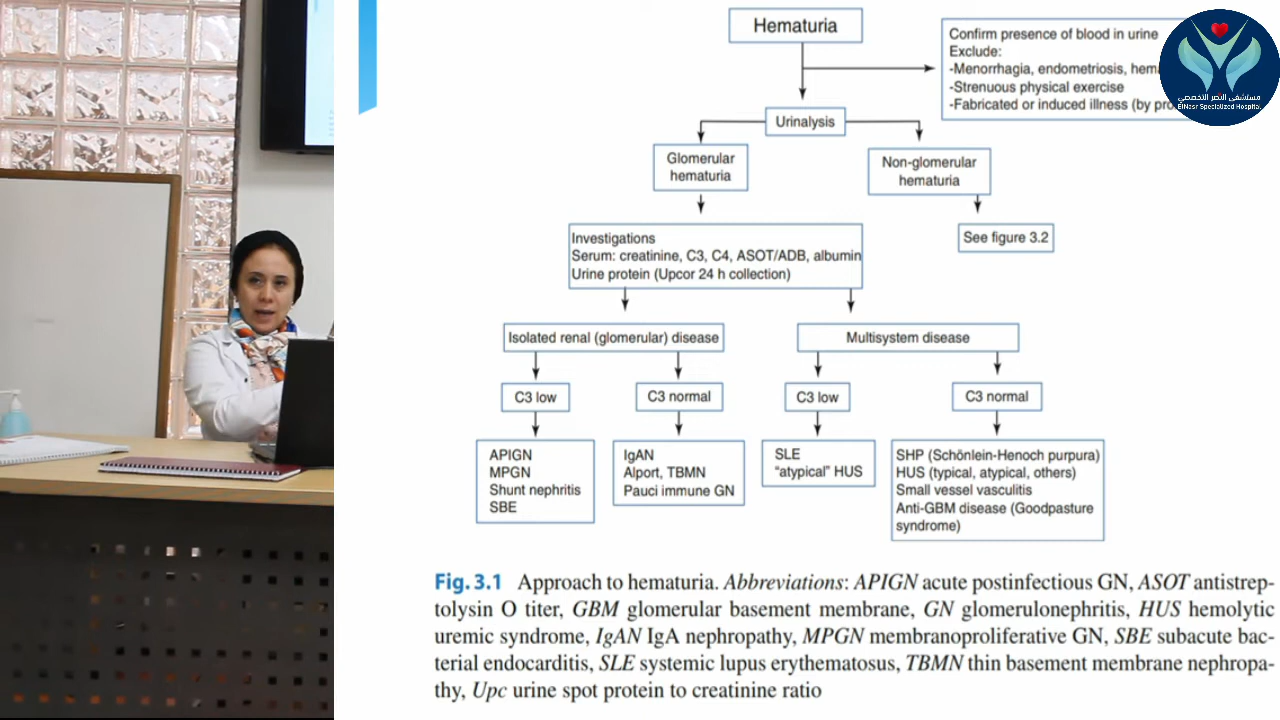 Hematuria
Confirm presence of blood in urine
Exclude:
-Menorrhagia, endometriosis,
-Strenuous physical exercise
-Fabricated or induced illness (by
مستشفى النصر التخصصي
ElNasr Specialized Hospital
Urinalysis
Glomerular
hematuria
Non-glomerular
hematuria
See figure 3.2
Investigations
Serum: creatinine, C3, C4, ASOT/ADB, albumin
Urine protein (Upcor 24 h collection)
Isolated renal (glomerular) disease
Multisystem disease
C3 low
C3 normal
C3 low
C3 normal
APIGN
MPGN
Shunt nephritis
SBE
IgAN
Alport, TBMN
Pauci immune GN
SLE
“atypical” HUS
SHP (Schönlein-Henoch purpura)
HUS (typical, atypical, others)
Small vessel vasculitis
Anti-GBM disease (Goodpasture
syndrome)
Fig. 3.1 Approach to hematuria. Abbreviations: APIGN acute postinfectious GN, ASOT antistrep-
tolysin O titer, GBM glomerular basement membrane, GN glomerulonephritis, HUS hemolytic
uremic syndrome, IgAN IgA nephropathy, MPGN membranoproliferative GN, SBE subacute bac-
terial endocarditis, SLE systemic lupus erythematosus, TBMN thin basement membrane nephropa-
thy, Upc urine spot protein to creatinine ratio